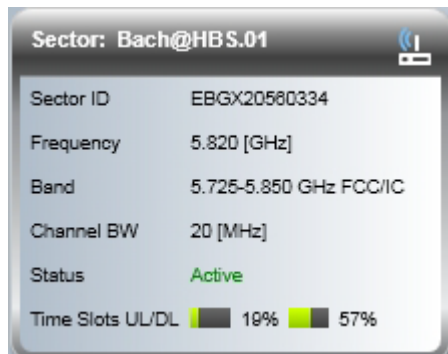 Sector: Bach@HBS.01
Sector ID EBGX20560334
Frequency 5.820 [GHz]
Band 5.725-5.850 GHz FCC/IC
Channel BW 20 [MHz]
Status Active
Time Slots UL/DL 19% 57%